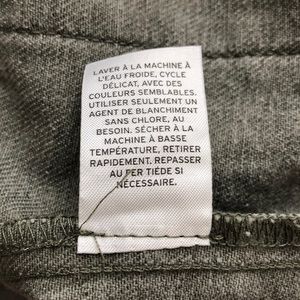 LAVER À LA MACHINE À
L'EAU FROIDE, CYCLE
DÉLICAT, AVEC DES
COULEURS SEMBLABLES.
UTILISER SEULEMENT UN
AGENT DE BLANCHIMENT
SANS CHLORE, AU
BESOIN. SÉCHER À LA
MACHINE À BASSE
TEMPÉRATURE, RETIRER
RAPIDEMENT. REPASSER
AU FER TIÈDE SI
NÉCESSAIRE.